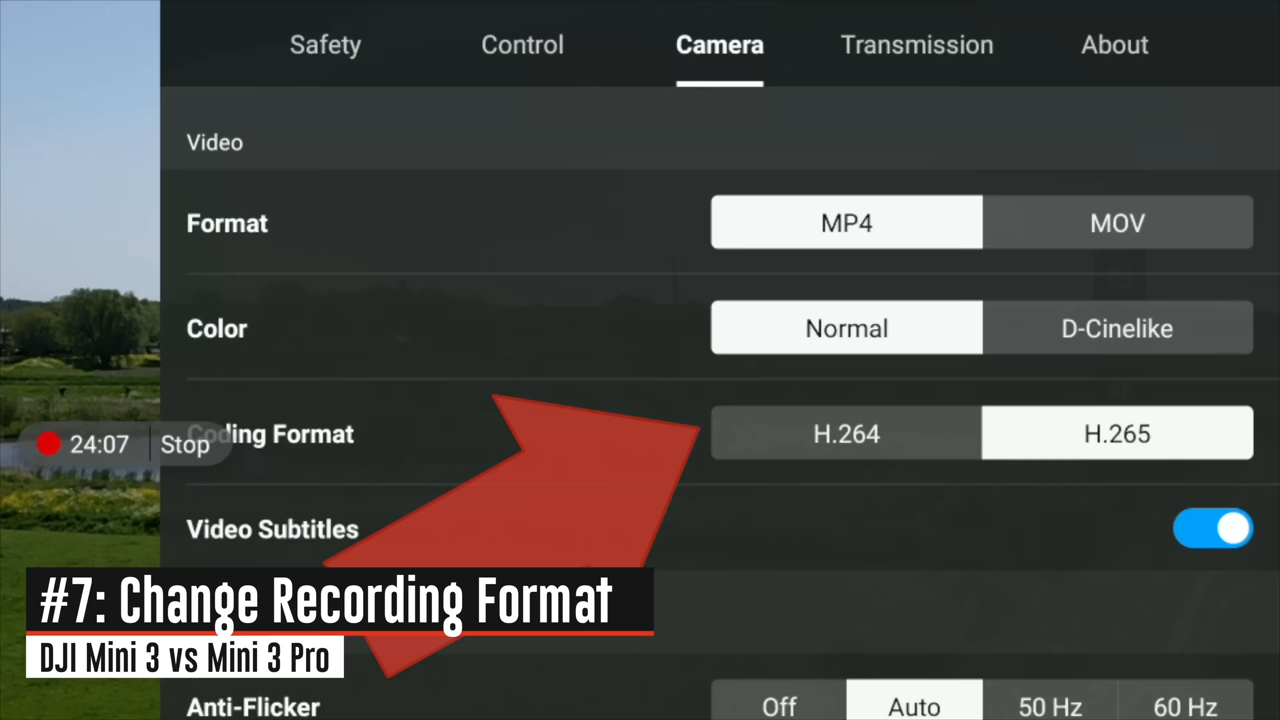 Safety Control Camera Transmission About
Video
Format MP4 MOV
Color Normal D-Cinelike
Coding Format H.264 H.265
24:07 Stop
Video Subtitles
#7: Change Recording Format
DJI Mini 3 vs Mini 3 Pro
Anti-Flicker Off Auto 50 Hz 60 Hz